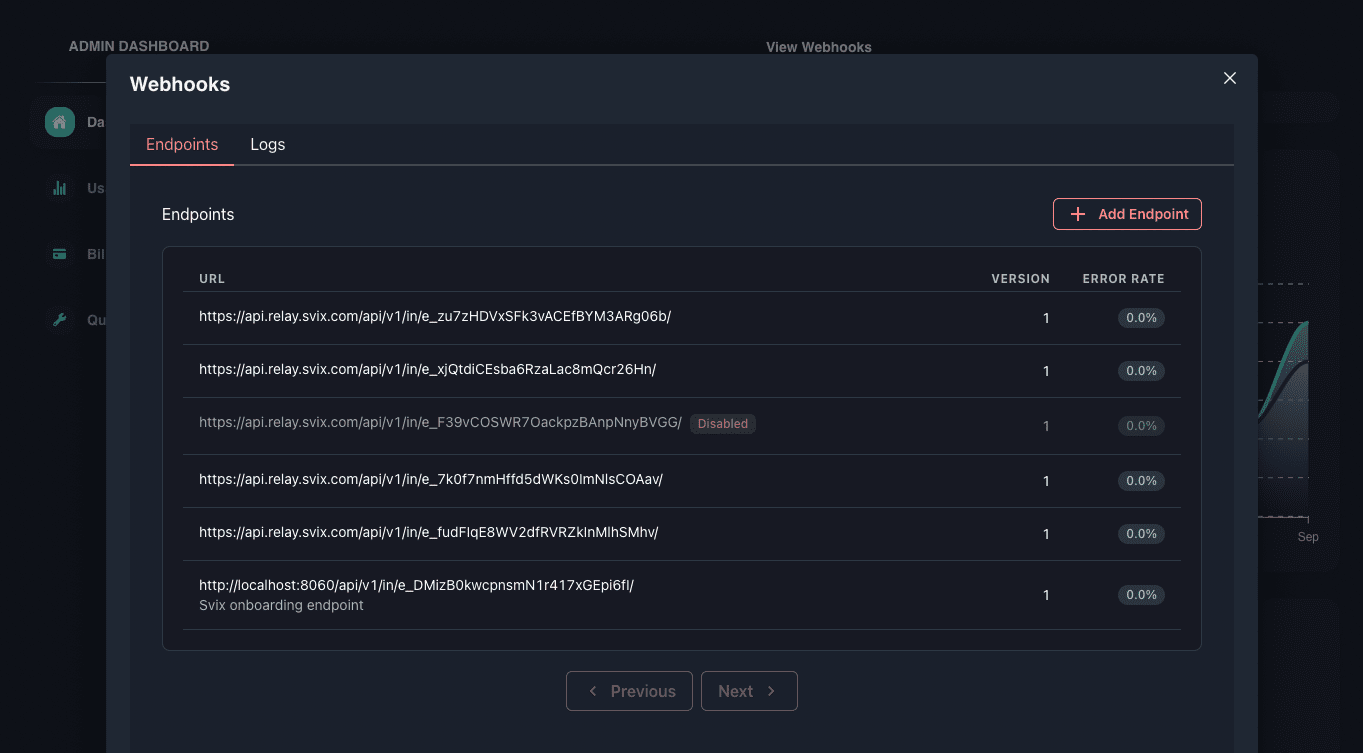 ADMIN DASHBOARD
View Webhooks
Webhooks
Da
Us
Bil
Qu
Endpoints Logs
Endpoints
Add Endpoint
URL VERSION ERROR RATE
https://api.relay.svix.com/api/v1/in/e_zu7zHDVxSFk3vACEfBYM3ARg06b/ 1 0.0%
https://api.relay.svix.com/api/v1/in/e_xjQtdiCEsba6RzaLac8mQcr26Hn/ 1 0.0%
https://api.relay.svix.com/api/v1/in/e_F39vCOSWR7OackpzBAnpNnyBVGG/ Disabled 1 0.0%
https://api.relay.svix.com/api/v1/in/e_7k0f7nmHffd5dWKs0ImNlsCOAav/ 1 0.0%
https://api.relay.svix.com/api/v1/in/e_fudFIqE8WV2dfRVRZkInMlhSMhv/ 1 0.0%
http://localhost:8060/api/v1/in/e_DMizB0kwcpnsmN1r417xGEpi6fI/ 1 0.0%
Svix onboarding endpoint
Previous Next
Sep